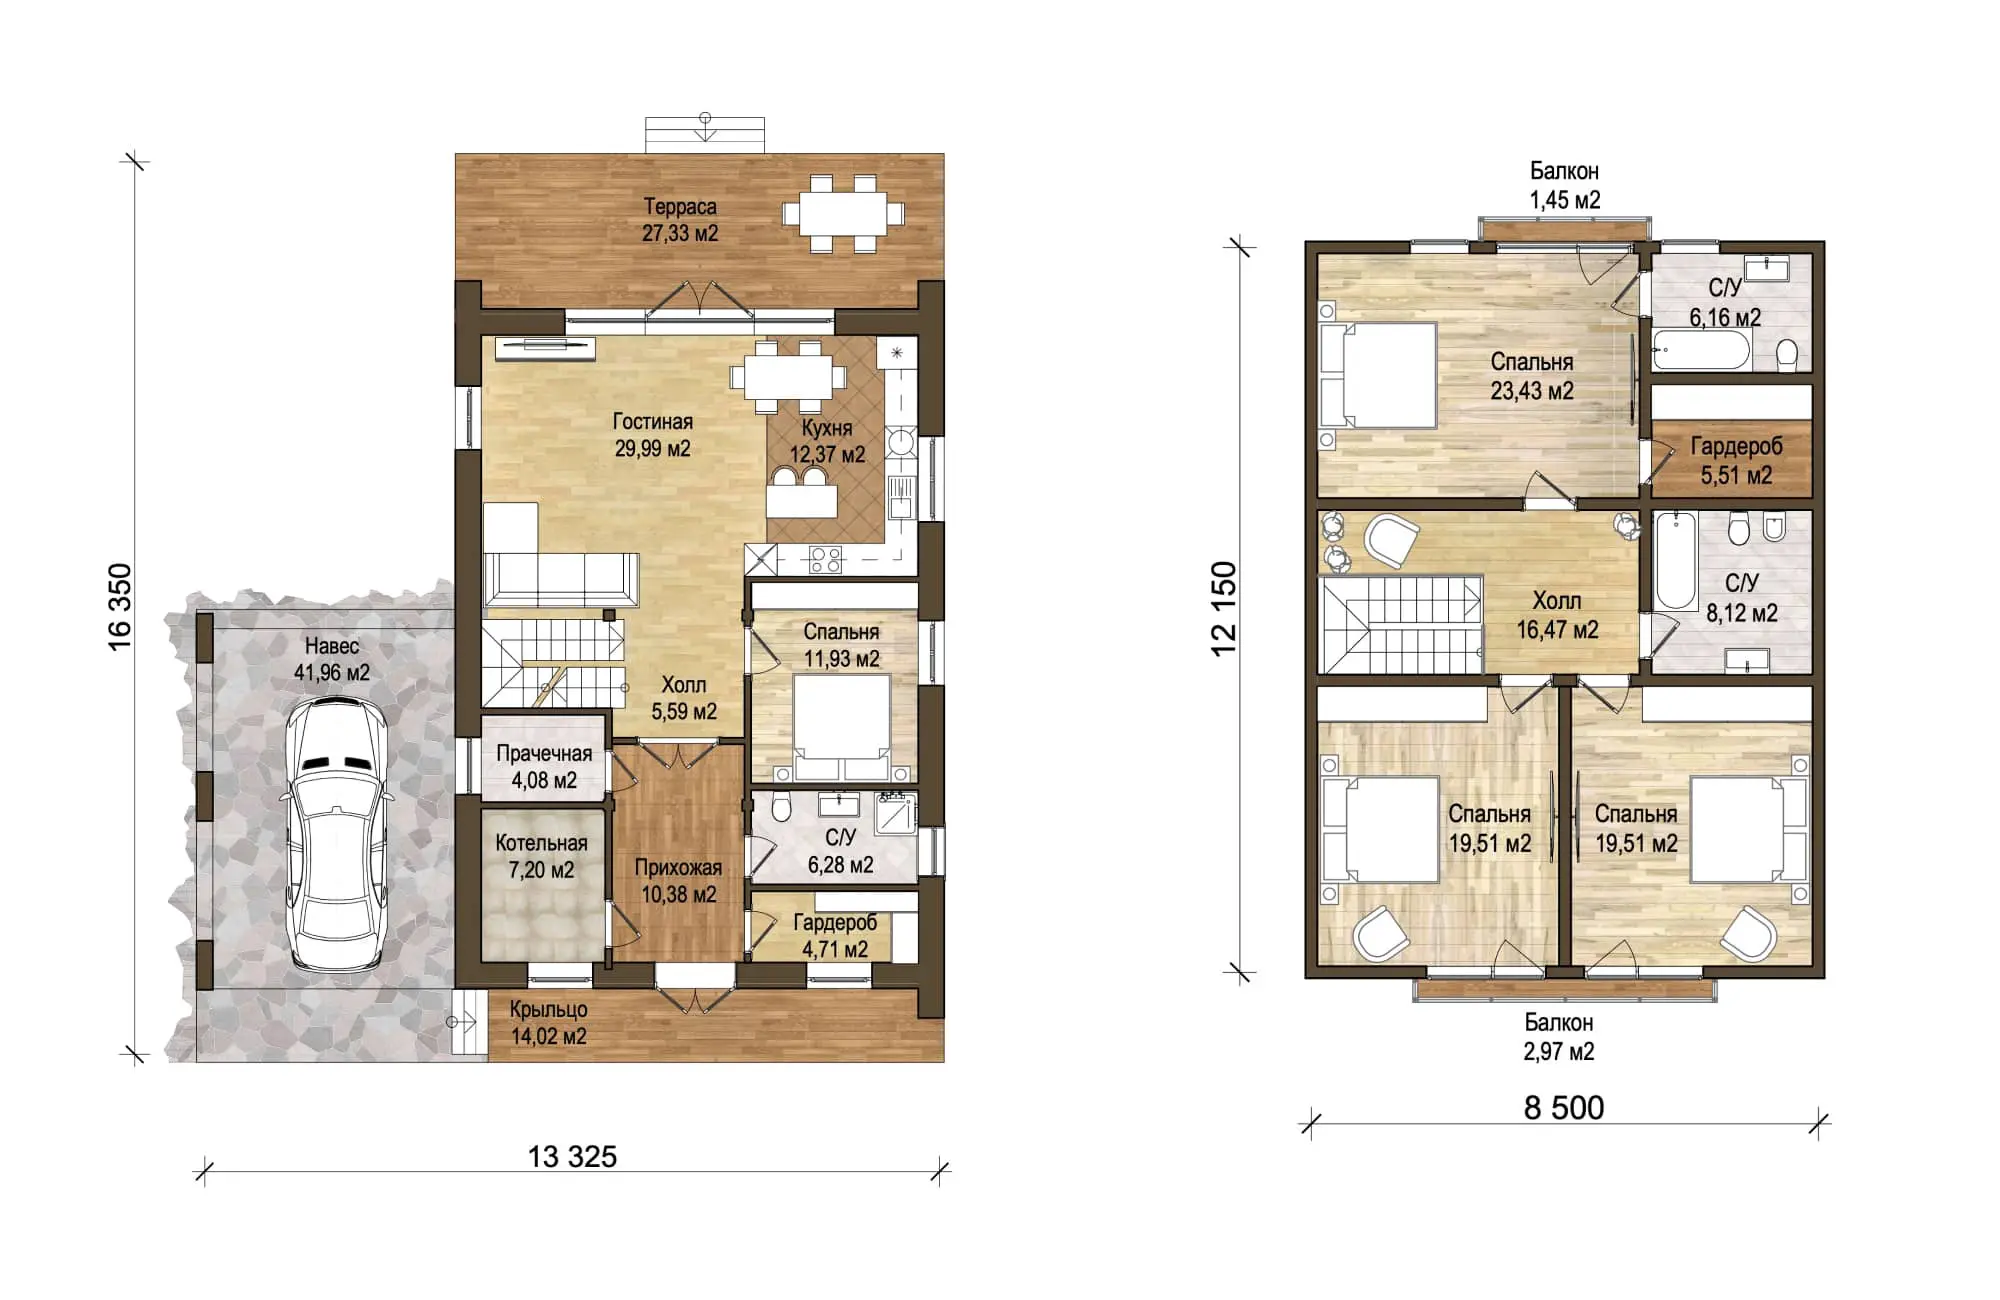 Терраса
27,33 м2
Гостиная
29,99 м2
Кухня
12,37 м2
Навес
41,96 м2
Спальня
11,93 м2
Холл
5,59 м2
Прачечная
4,08 м2
Котельная
7,20 м2
Прихожая
10,38 м2
С/У
6,28 м2
Гардероб
4,71 м2
Крыльцо
14,02 м2
16 350
13 325
Балкон
1,45 м2
С/У
6,16 м2
Спальня
23,43 м2
Гардероб
5,51 м2
Холл
16,47 м2
С/У
8,12 м2
Спальня
19,51 м2
Спальня
19,51 м2
Балкон
2,97 м2
12 150
8 500